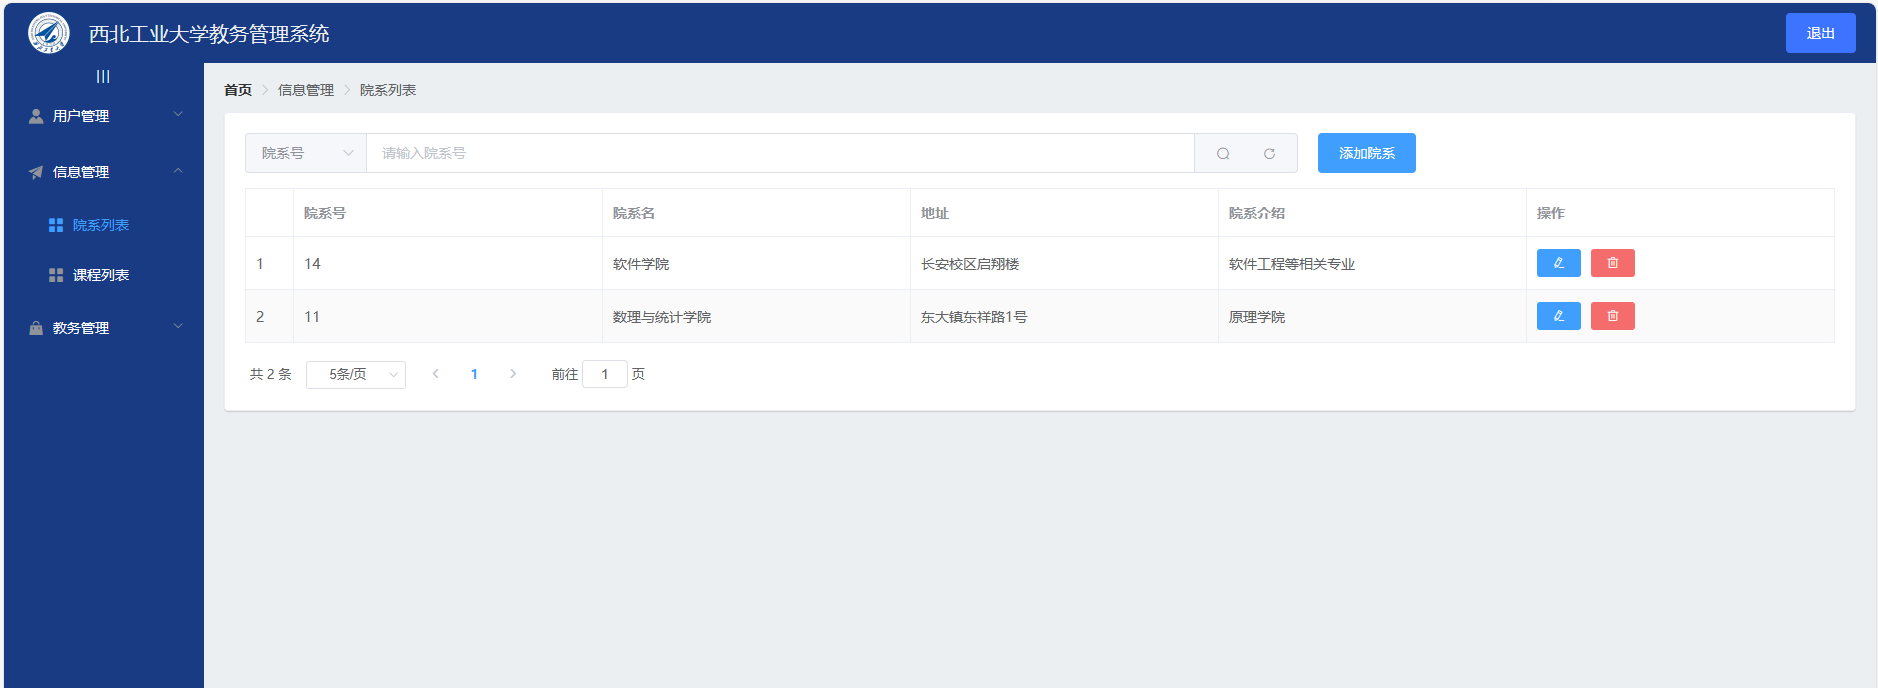 西北工业大学教务管理系统
退出
|||
用户管理
信息管理
院系列表
课程列表
教务管理
首页 > 信息管理 > 院系列表
院系号 请输入院系号 添加院系
院系号 院系名 地址 院系介绍 操作
1 14 软件学院 长安校区启翔楼 软件工程等相关专业
2 11 数理与统计学院 东大镇东祥路1号 原理学院
共 2 条 5条/页 < 1 > 前往 1 页